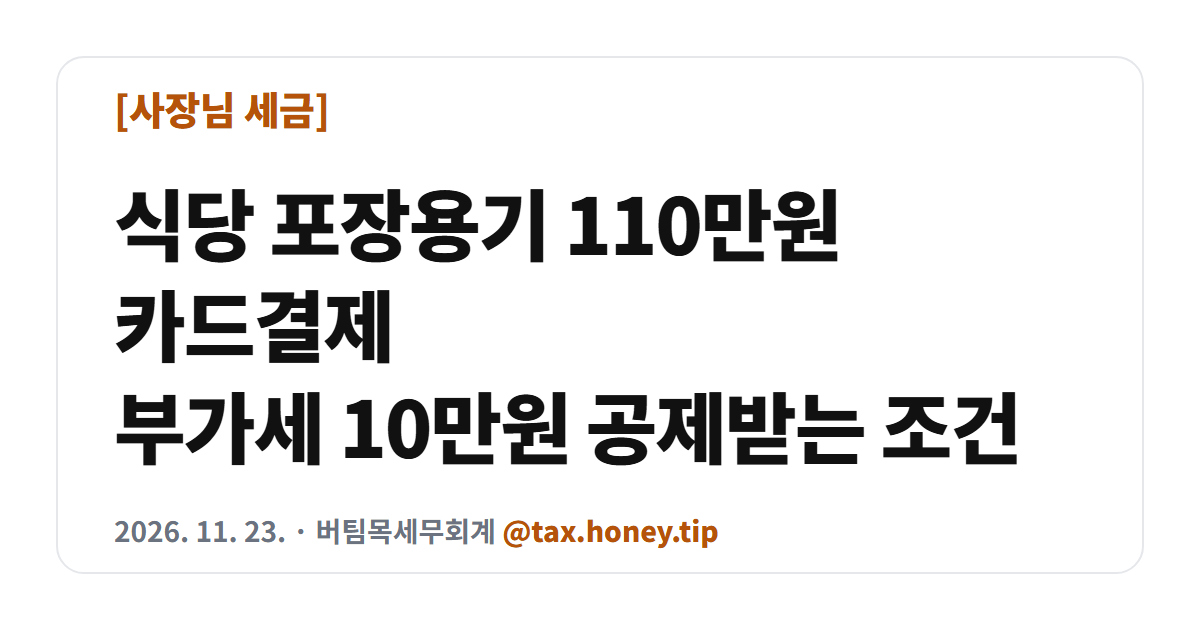 [사장님 세금]
식당 포장용기 110만원
카드결제
부가세 10만원 공제받는 조건
2026. 11. 23. · 버팀목세무회계 @tax.honey.tip